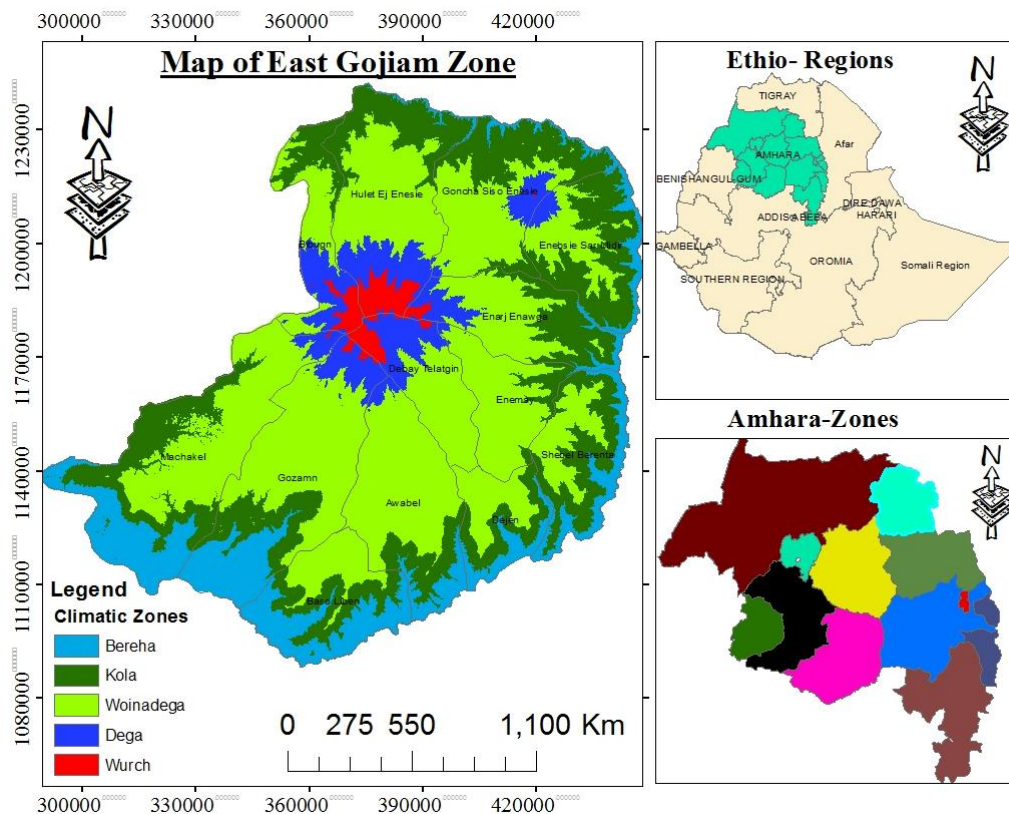 300000 330000 360000 390000 420000
Map of East Gojiam Zone
N
1230000
1200000
1170000
1140000
1110000
1080000
Hulet Ej Enesie
Goncha Siso Enesie
Enebsie Sar Midir
Enarj Enawga
Debay Telatgin
Enemay
Shebel Berenta
Machakel
Gozamn
Awabel
Dejen
Baso Liben
Legend
Climatic Zones
Bereha
Kola
Woinadega
Dega
Wurch
0 275 550 1,100 Km
300000 330000 360000 390000 420000
Ethio- Regions
N
TIGRAY
Afar
AMHARA
BENISHANGUL-GUM
DIRE DAWA
HARARI
ADDIS ABEBA
GAMBELLA
OROMIA
SOUTHERN REGION
Somali Region
Amhara-Zones
N